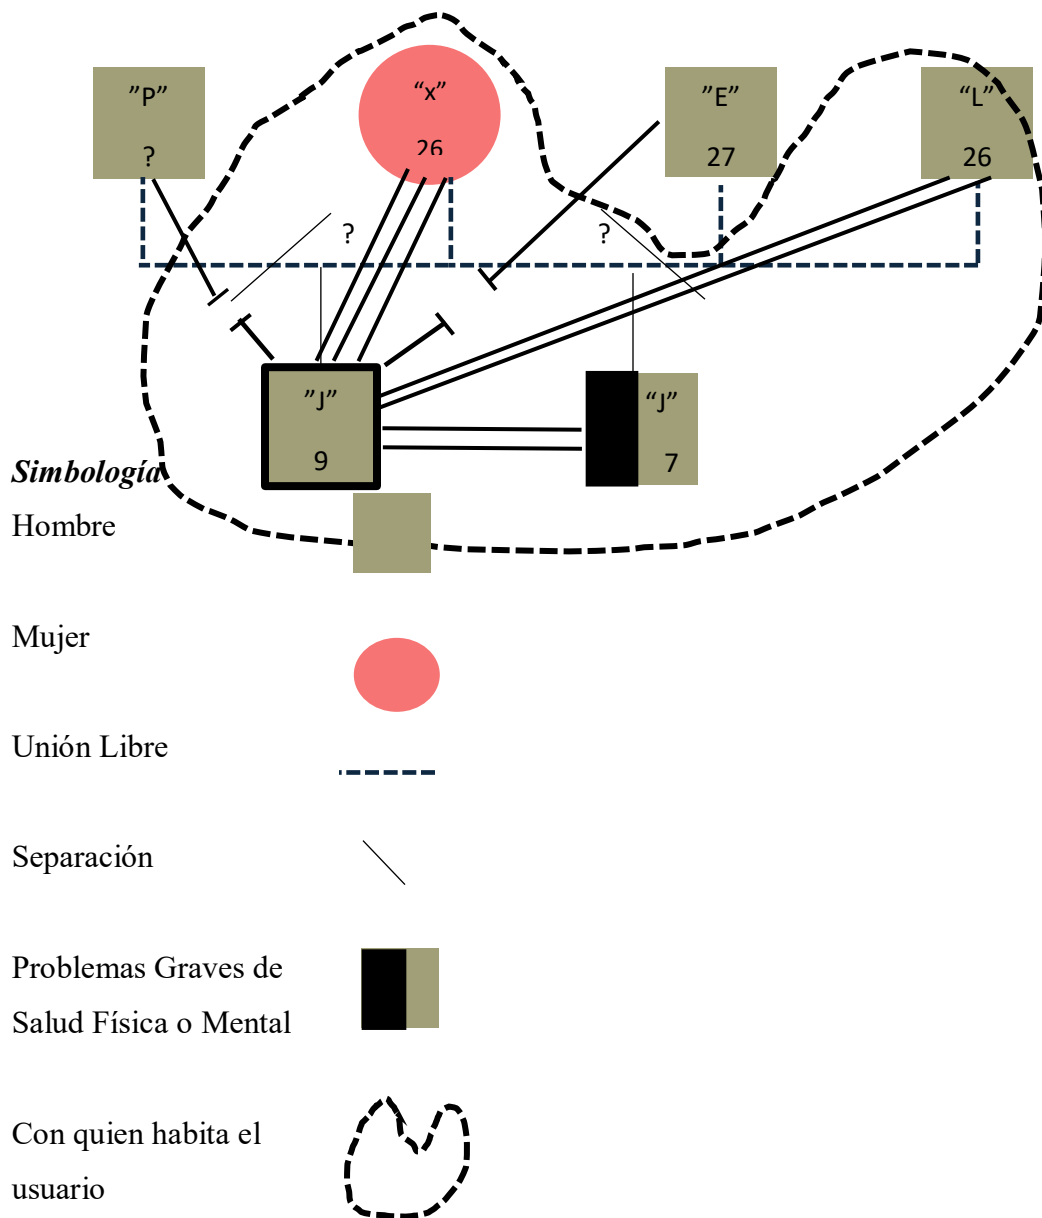 ”P” “x” ”E” “L”
? 26 27 26
? ?
”J” “J”
9 7
Simbología
Hombre
Mujer
Unión Libre
Separación
Problemas Graves de
Salud Física o Mental
Con quien habita el
usuario